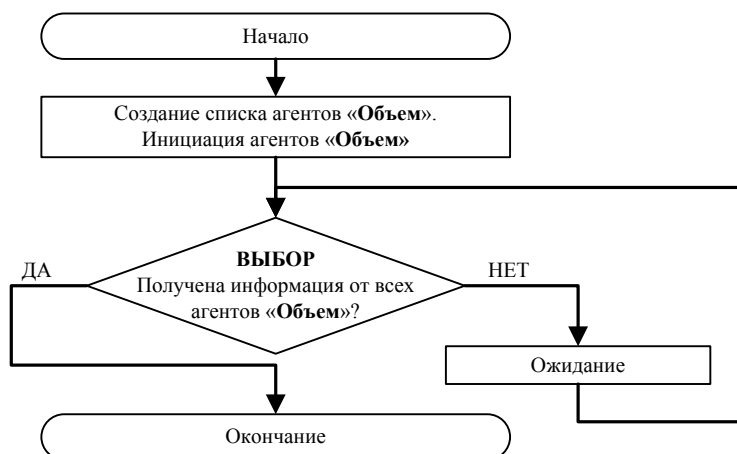 Начало
Создание списка агентов «Объем».
Инициация агентов «Объем»
ВЫБОР
ДА
НЕТ
Получена информация от всех
агентов «Объем»?
Ожидание
Окончание